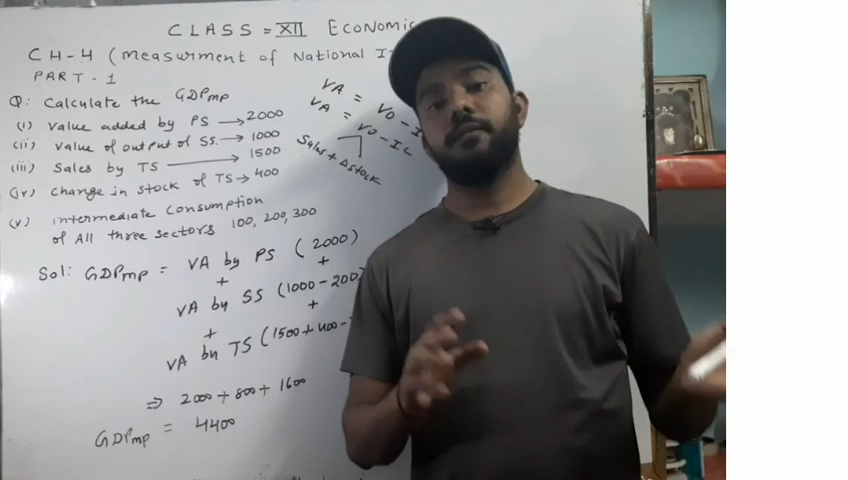 CLASS = XII ECONOMIC
CH-4 (measurment of National I
PART-1
Q: Calculate the GDPmp
(i) value added by PS → 2000
(ii) value of output of SS. → 1000
(iii) Sales by TS → 1500
(iv) change in stock of TS → 400
(v) intermediate consumption
of All three sectors 100, 200, 300
VA = VO - I
VA = VO - IC
Sales + Δstock
Sol: GDPmp = VA by PS (2000)
+ +
VA by SS (1000 - 200
+ +
VA by TS (1500 + 400 -
⇒ 2000 + 800 + 1600
GDPmp = 4400